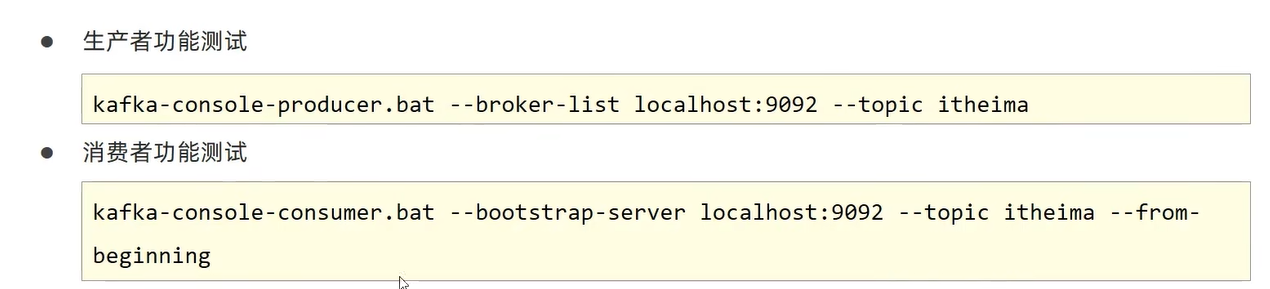 ● 生产者功能测试
kafka-console-producer.bat --broker-list localhost:9092 --topic itheima
● 消费者功能测试
kafka-console-consumer.bat --bootstrap-server localhost:9092 --topic itheima --from-
beginning